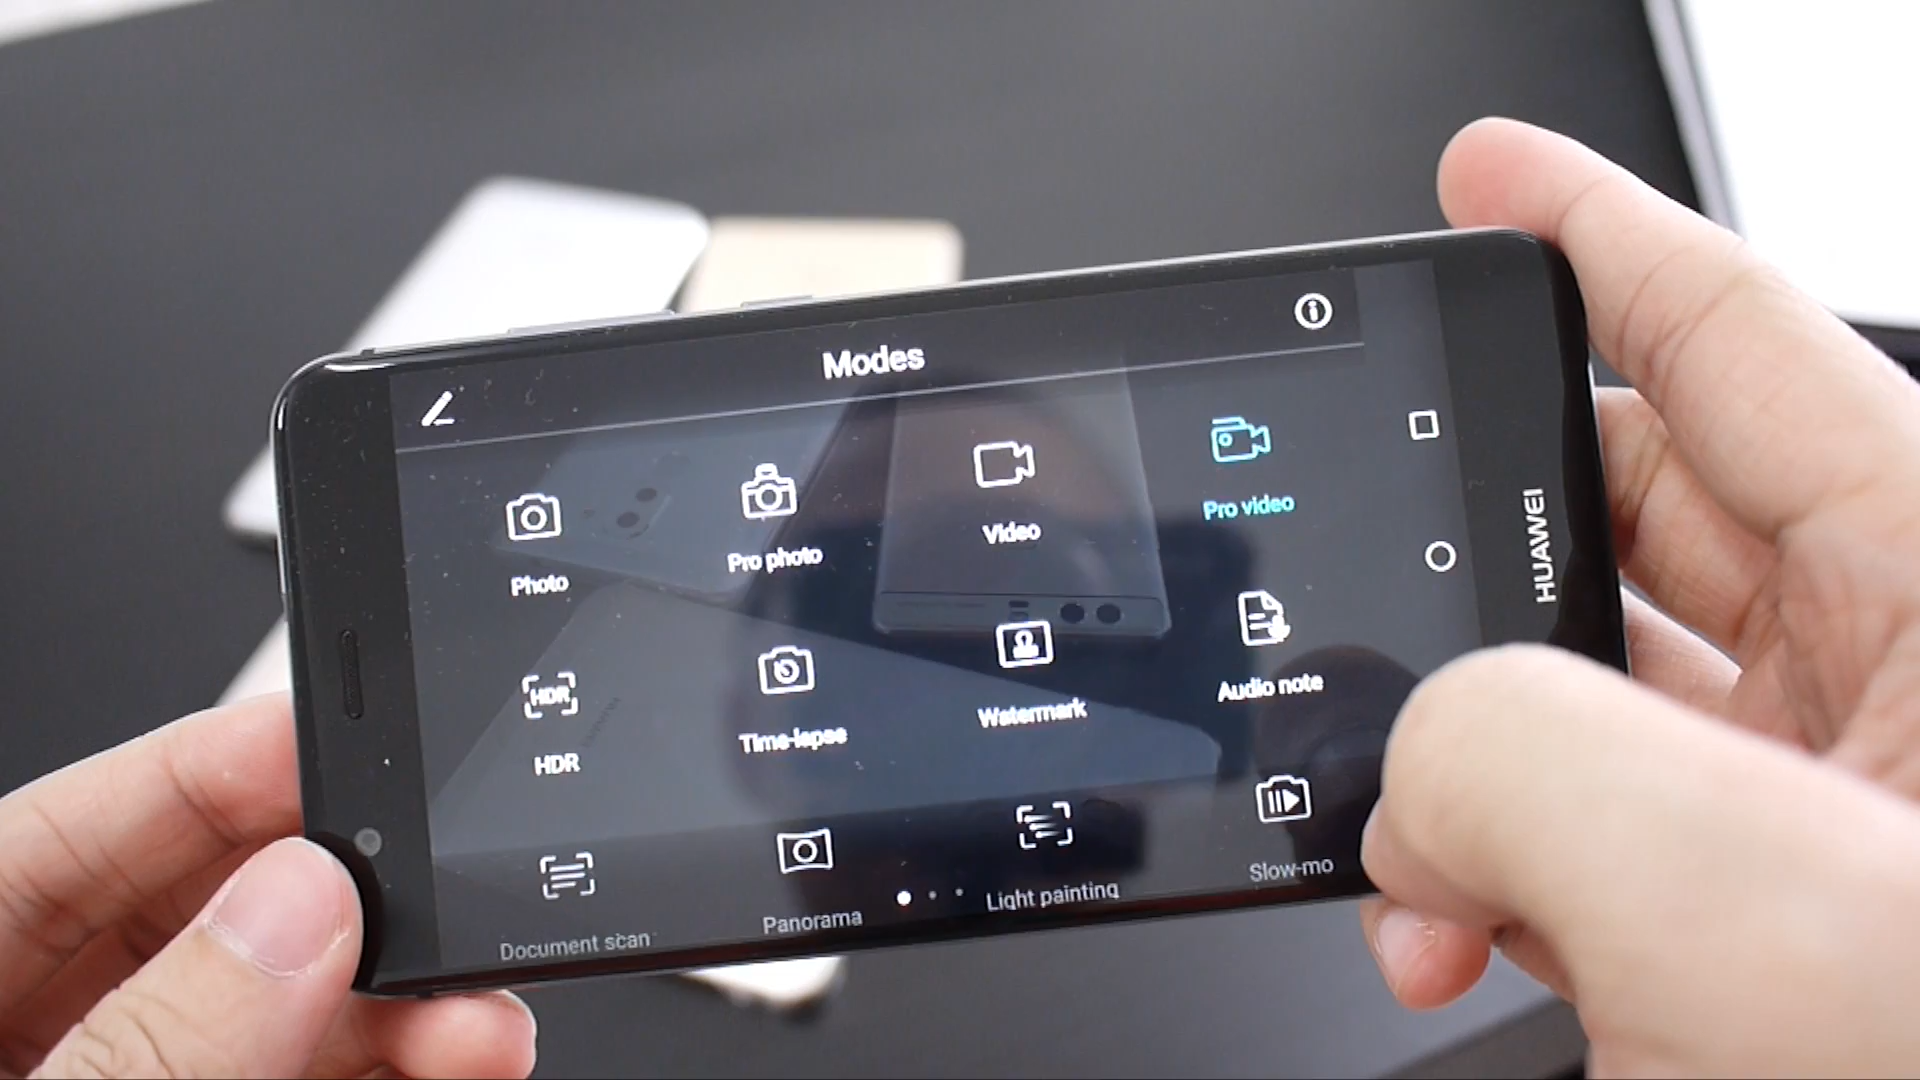 Modes
Photo
Pro photo
Video
Pro video
HDR
HDR
Time-lapse
Watermark
Audio note
Document scan
Panorama
Light painting
Slow-mo
HUAWEI